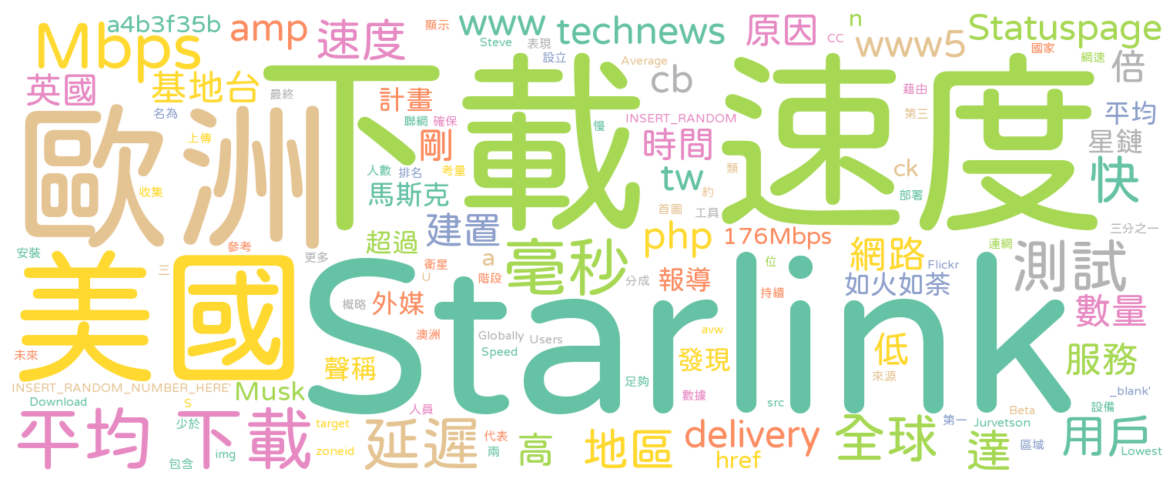 a4b3f35b
amp
速度
顯示
www
Steve
表現
設立
technews
原因
cc
n
www5
Statuspage
國家
網速
倍
Mbps
英國
基地台
最終
計畫
Average
cb
藉由
第三
平均
名為
上傳
聯網
確保
INSERT_RANDOM
慢
星鏈
歐洲
下載速度
收集
人數
排名
考量
剛
時間
類
ck
快
馬斯克
tw
約
部署
首圖
工具
三分之一
安裝
參考
更多
超過
建置
毫秒
php
176Mbps
連網
網路
測試
三
衛星
U
a
階段
分成
報導
位
持續
如火如荼
Flickr
數量
美國
Starlink
概略
外媒
澳洲
Globally
Users
Speed
avw
未來
聲稱
發現
低
來源
服務
INSERT_RANDOM_NUMBER_HERE'
Musk
足夠
數據
src
Download
S
人員
Beta
設備
_blank'
平均
下載
少於
target
延遲
代表
高
地區
delivery
全球
第一
Jurvetson
達
區域
用戶
包含
img
zoneid
兩
href
Lowest